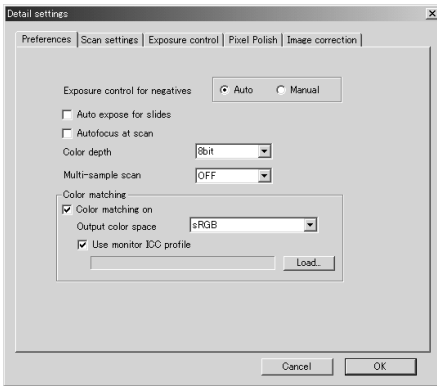 Detail settings
Preferences Scan settings Exposure control Pixel Polish Image correction
Exposure control for negatives Auto Manual
Auto expose for slides
Autofocus at scan
Color depth 8bit
Multi-sample scan OFF
Color matching
Color matching on
Output color space sRGB
Use monitor ICC profile
Load...
Cancel OK